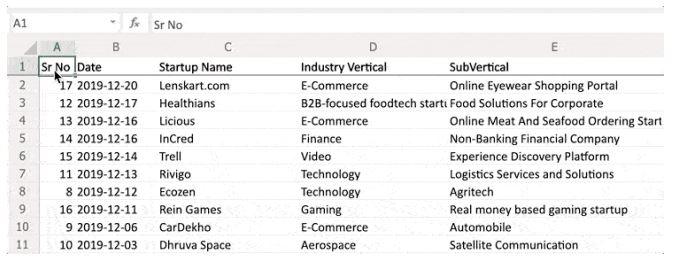 A1 fx Sr No
A B C D E
1 Sr No Date Startup Name Industry Vertical SubVertical
2 17 2019-12-20 Lenskart.com E-Commerce Online Eyewear Shopping Portal
3 12 2019-12-17 Healthians B2B-focused foodtech startu Food Solutions For Corporate
4 13 2019-12-16 Licious E-Commerce Online Meat And Seafood Ordering Start
5 14 2019-12-16 InCred Finance Non-Banking Financial Company
6 15 2019-12-14 Trell Video Experience Discovery Platform
7 11 2019-12-13 Rivigo Technology Logistics Services and Solutions
8 8 2019-12-12 Ecozen Technology Agritech
9 16 2019-12-11 Rein Games Gaming Real money based gaming startup
10 9 2019-12-06 CarDekho E-Commerce Automobile
11 10 2019-12-03 Dhruva Space Aerospace Satellite Communication